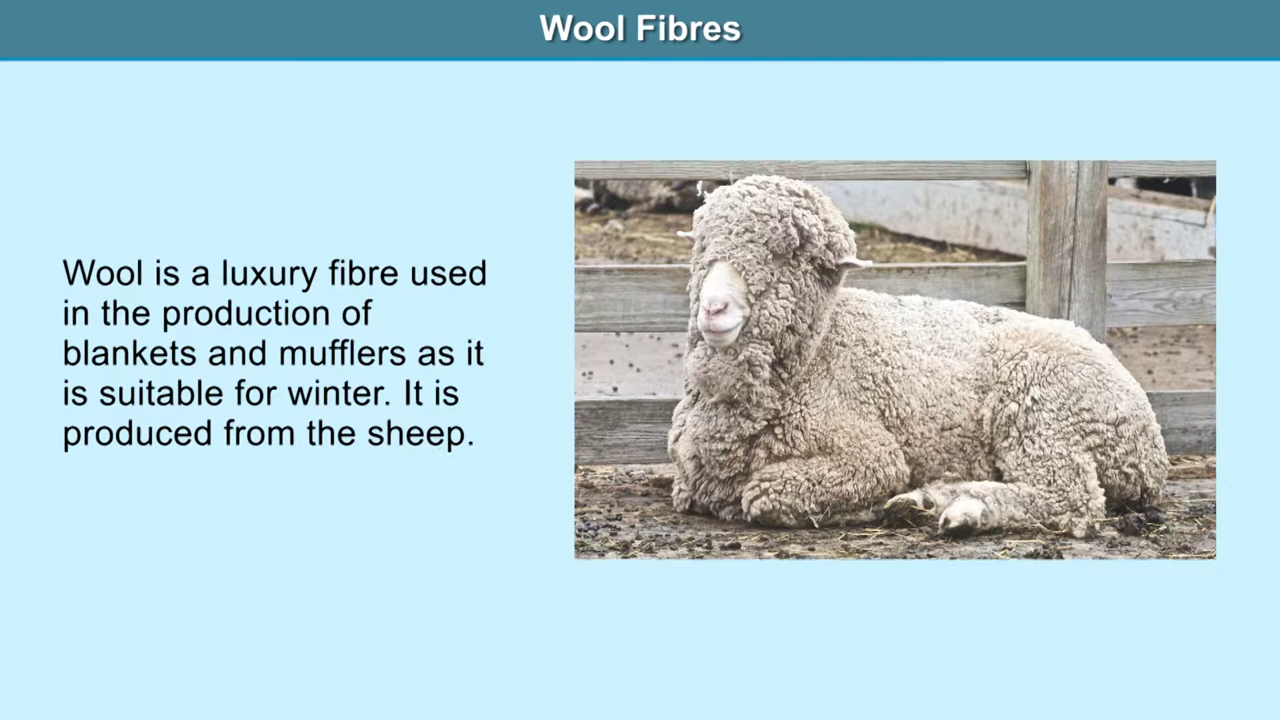 Wool Fibres
Wool is a luxury fibre used
in the production of
blankets and mufflers as it
is suitable for winter. It is
produced from the sheep.